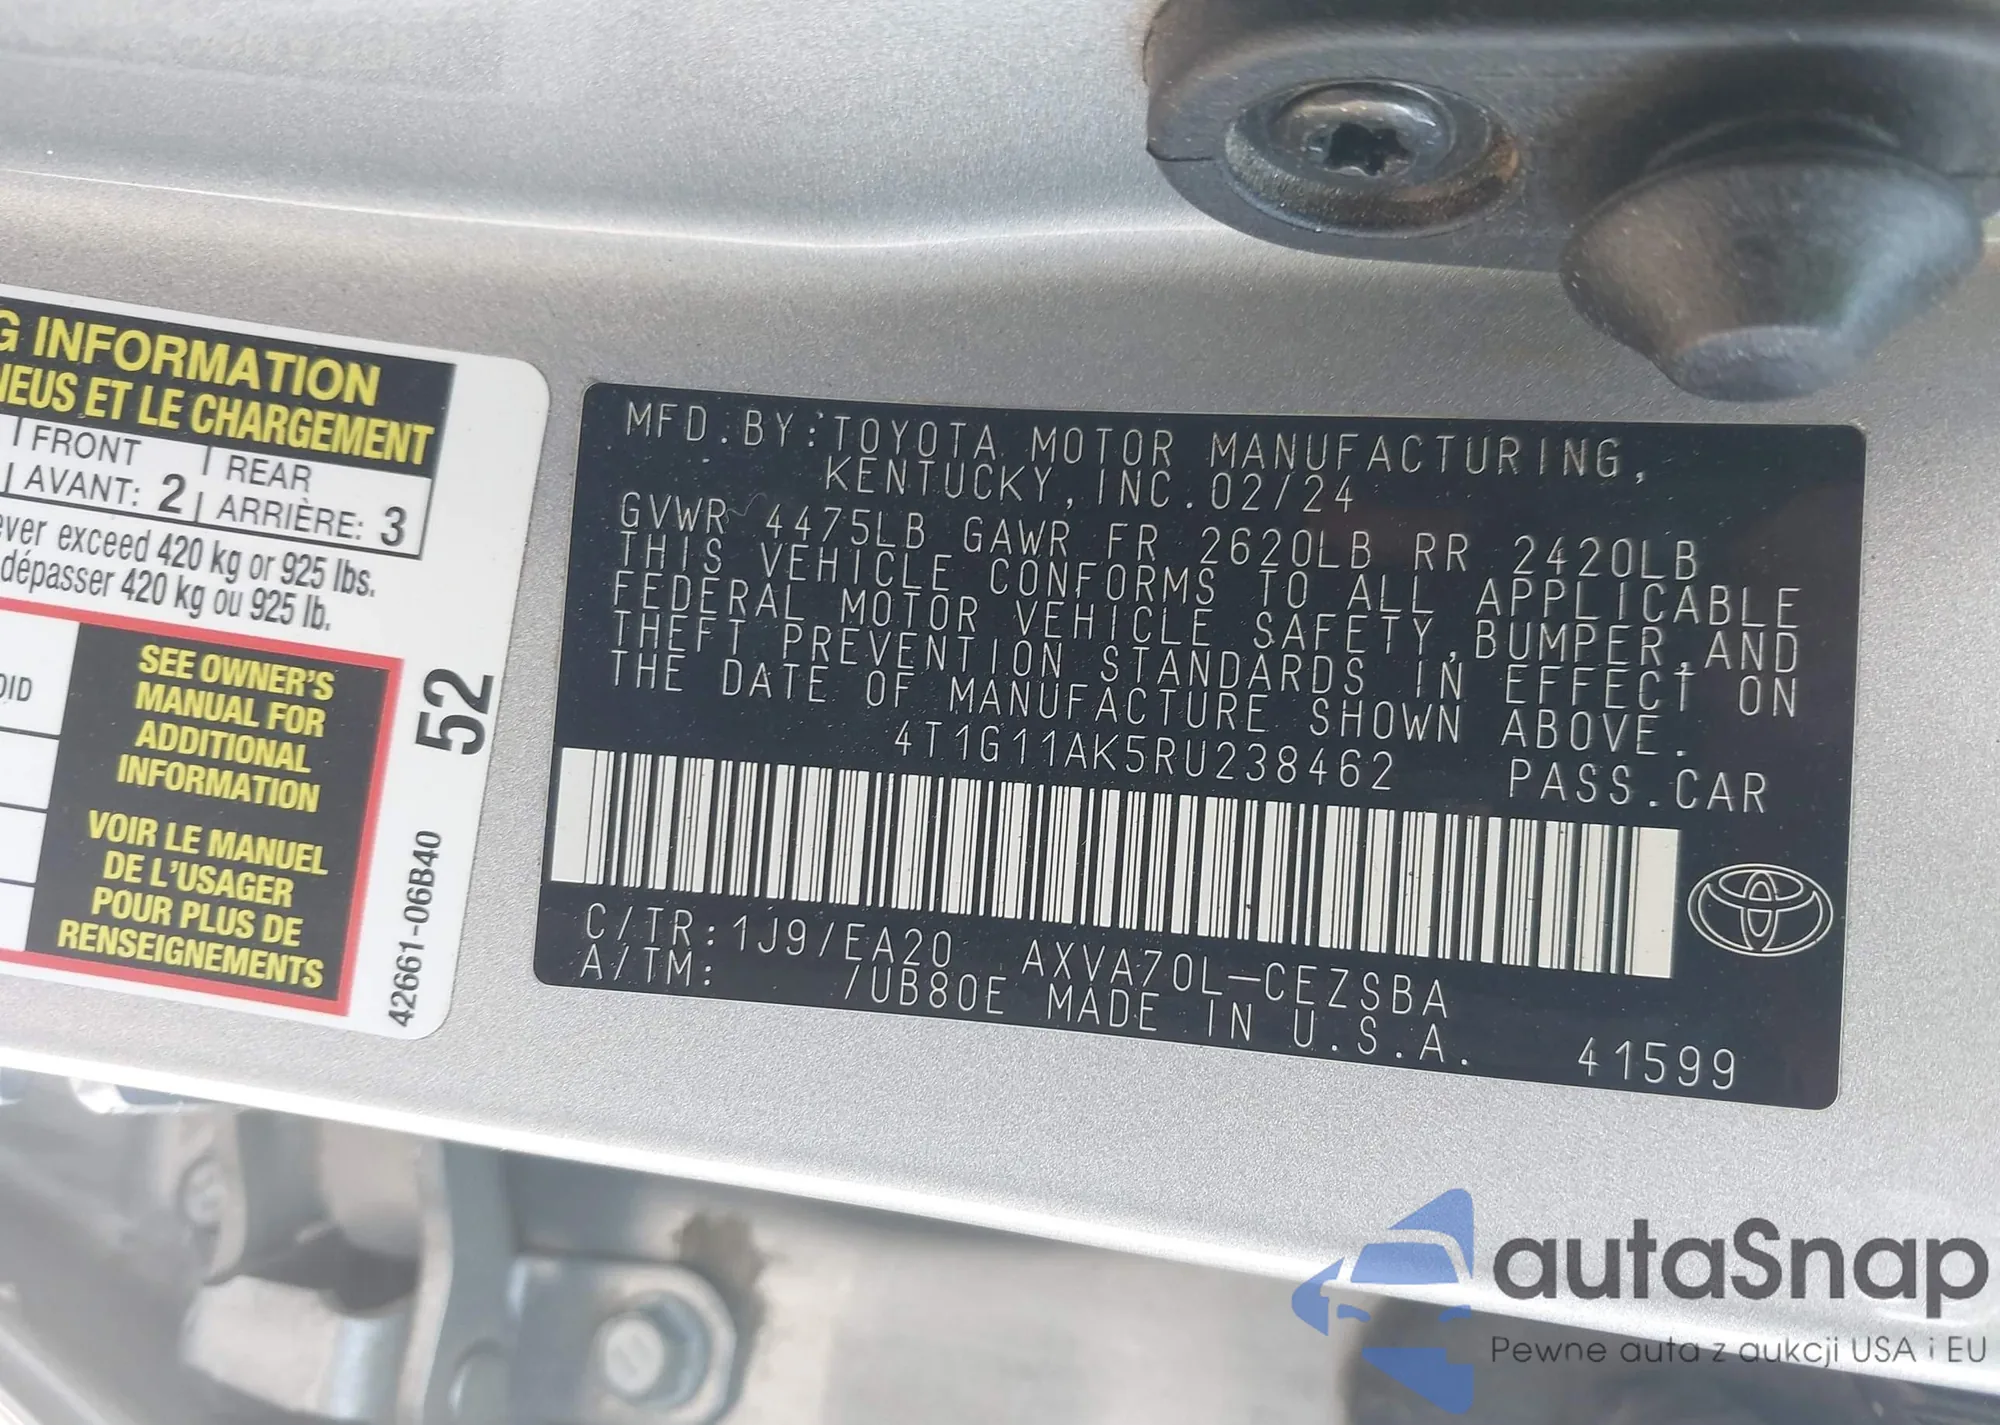 G INFORMATION
NEUS ET LE CHARGEMENT
FRONT
AVANT: 2
REAR
ARRIÈRE: 3
ever exceed 420 kg or 925 lbs.
dépasser 420 kg ou 925 lb.
SEE OWNER'S
MANUAL FOR
ADDITIONAL
INFORMATION
VOIR LE MANUEL
DE L'USAGER
POUR PLUS DE
RENSEIGNEMENTS
52
42661-06B40
MFD.BY:TOYOTA MOTOR MANUFACTURING,
KENTUCKY,INC.02/24
GVWR 4475LB GAWR FR 2620LB RR 2420LB
THIS VEHICLE CONFORMS TO ALL APPLICABLE
FEDERAL MOTOR VEHICLE SAFETY,BUMPER,AND
THEFT PREVENTION STANDARDS IN EFFECT ON
THE DATE OF MANUFACTURE SHOWN ABOVE.
4T1G11AK5RU238462 PASS.CAR
C/TR:1J9/EA20 AXVA70L-CEZSBA
A/TM: /UB80E MADE IN U.S.A.
41599
autaSnap
Pewne auta z aukcji USA i EU